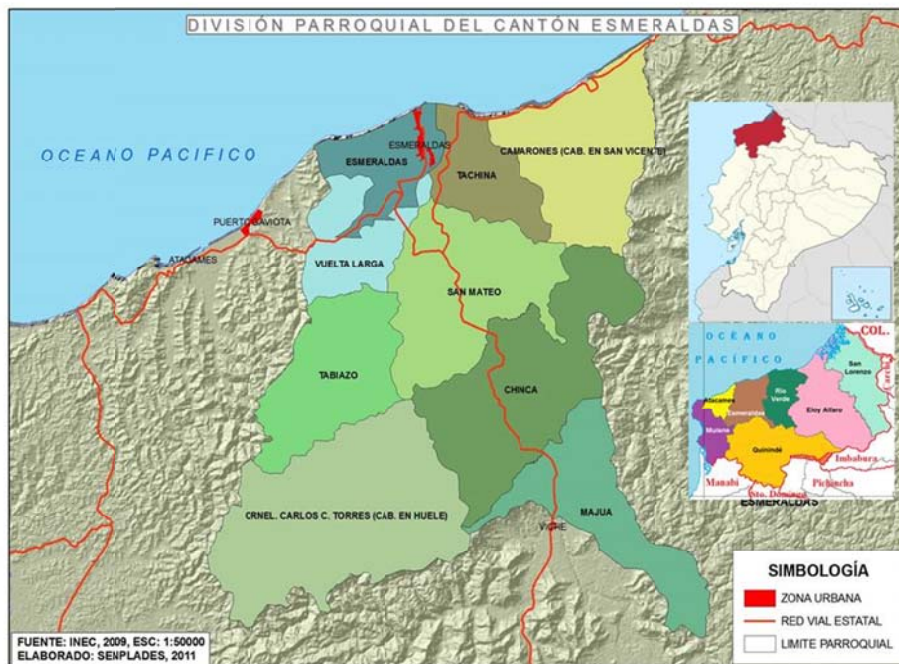 DIVISIÓN PARROQUIAL DEL CANTÓN ESMERALDAS
OCEANO PACIFICO
ESMERALDAS
ESMERALDAS
CAMARONES (CAB. EN SAN VICENTE)
TACHINA
PUERTO GAVIOTA
ATACAMES
VUELTA LARGA
SAN MATEO
TABIAZO
CHINCA
CRNEL. CARLOS C. TORRES (CAB. EN HUELE)
MAJUA
VICHE
OCÉANO
PACÍFICO
COL.
San
Lorenzo
Carchi
Rio
Verde
Atacames
Esmeraldas
Eloy Alfaro
Muisne
Quinindé
Imbabura
Manabí
Pichincha
Sto. Domingo
ESMERALDAS
SIMBOLOGÍA
ZONA URBANA
RED VIAL ESTATAL
LIMITE PARROQUIAL
FUENTE: INEC, 2009, ESC: 1:50000
ELABORADO: SENPLADES, 2011